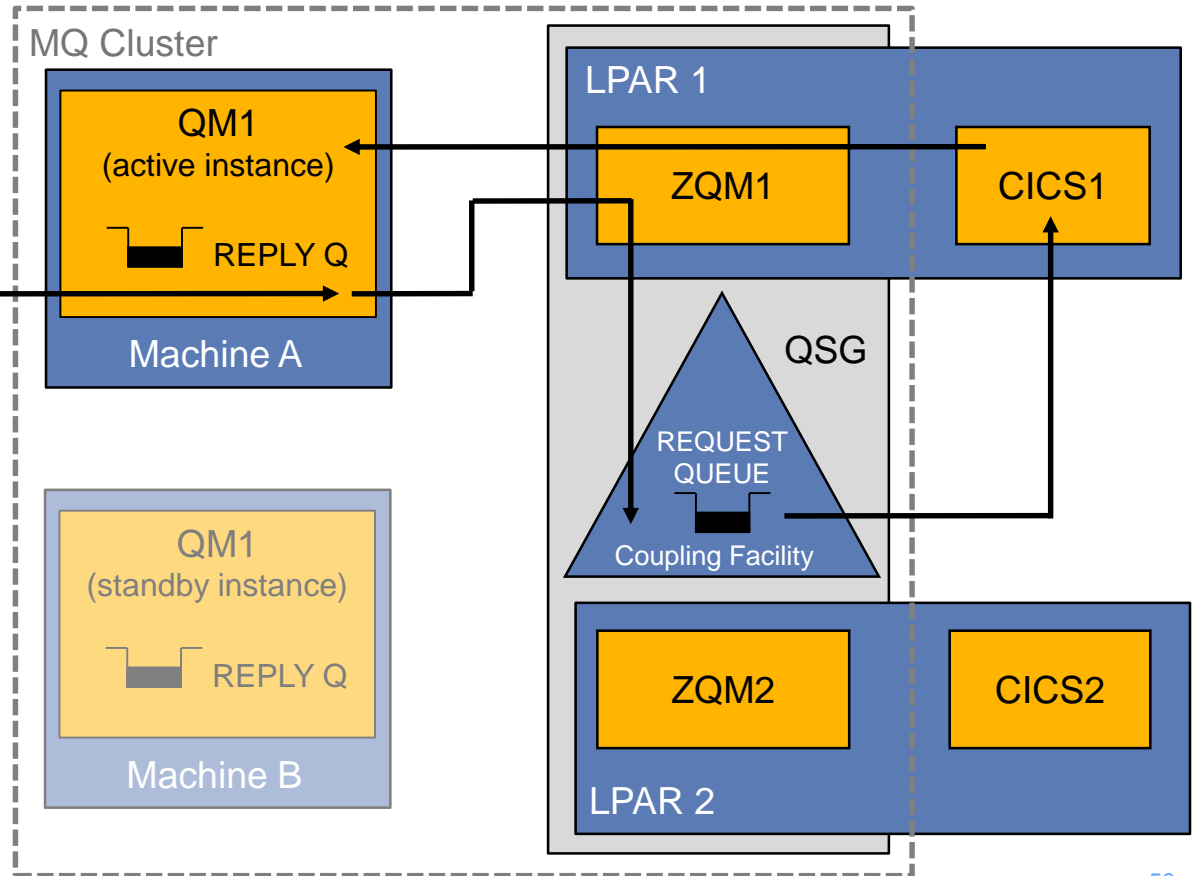 MQ Cluster
QM1
(active instance)
REPLY Q
Machine A
QM1
(standby instance)
REPLY Q
Machine B
LPAR 1
ZQM1
CICS1
QSG
REQUEST
QUEUE
Coupling Facility
ZQM2
CICS2
LPAR 2